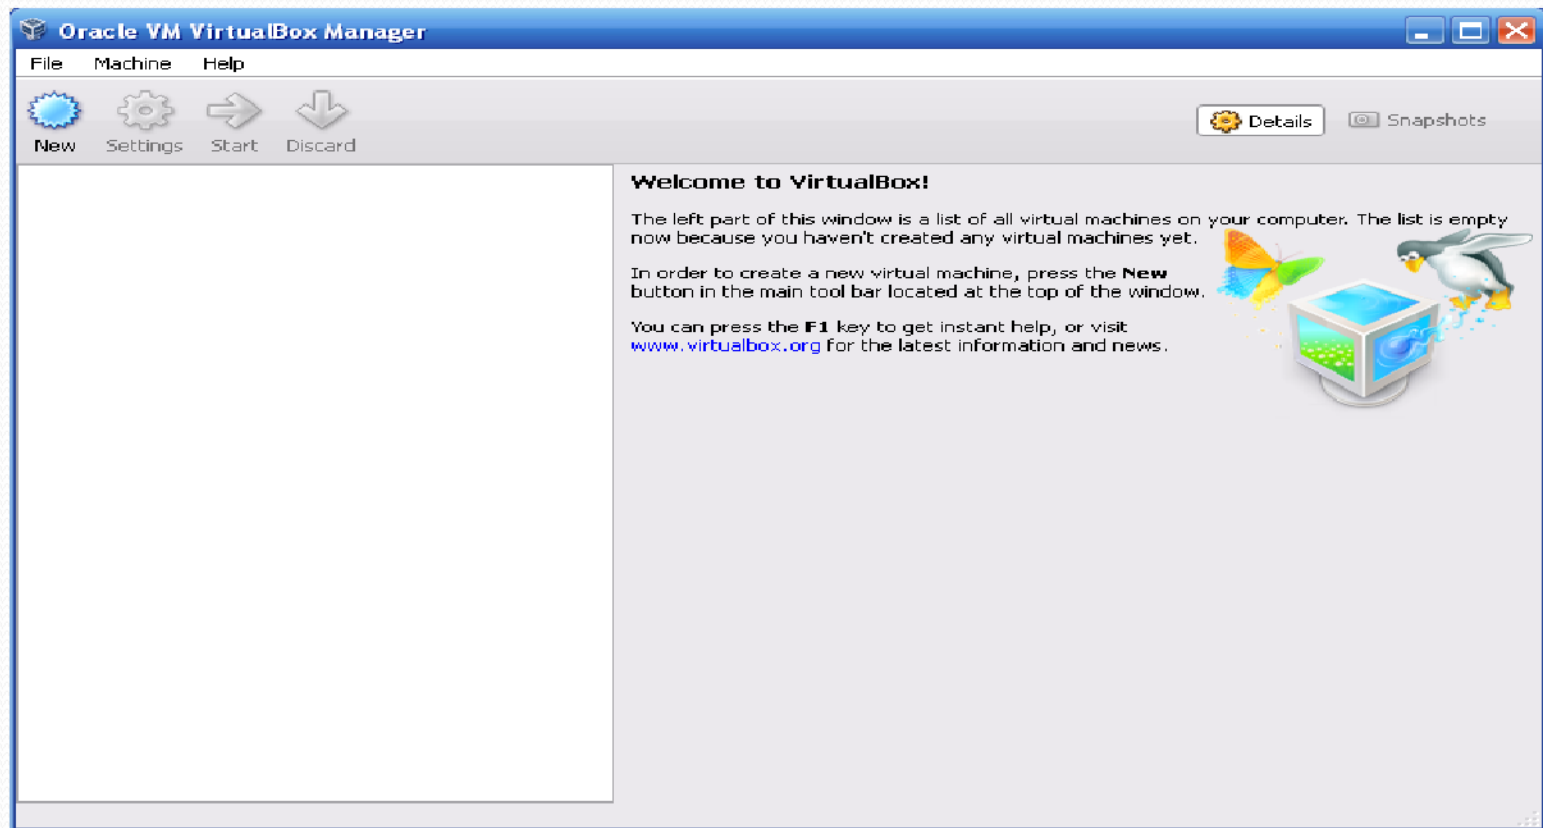 Oracle VM VirtualBox Manager
File Machine Help
New Settings Start Discard
Details Snapshots
Welcome to VirtualBox!
The left part of this window is a list of all virtual machines on your computer. The list is empty
now because you haven't created any virtual machines yet.
In order to create a new virtual machine, press the New
button in the main tool bar located at the top of the window.
You can press the F1 key to get instant help, or visit
www.virtualbox.org for the latest information and news.